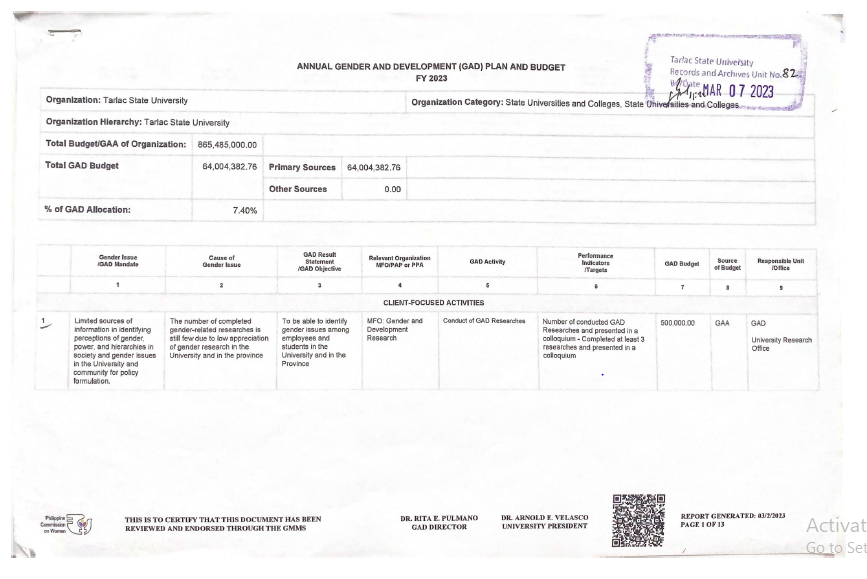 ANNUAL GENDER AND DEVELOPMENT (GAD) PLAN AND BUDGET
FY 2023
Tarlac State University
Records and Archives Unit No. 82
Date MAR 07 2023
Organization: Tarlac State University
Organization Category: State Universities and Colleges, State Universities and Colleges
Organization Hierarchy: Tarlac State University
Total Budget/GAA of Organization: 865,485,000.00
Total GAD Budget 64,004,382.76 Primary Sources 64,004,382.76
Other Sources 0.00
% of GAD Allocation: 7.40%
Gender Issue
/GAD Mandate
Cause of
Gender Issue
GAD Result
Statement
/GAD Objective
Relevant Organization
MFO/PAP or PPA
GAD Activity
Performance
Indicators
/Targets
GAD Budget
Source
of Budget
Responsible Unit
/Office
1 2 3 4 5 6 7 8 9
CLIENT-FOCUSED ACTIVITIES
1
Limited sources of
information in identifying
perceptions of gender,
power, and hierarchies in
society and gender issues
in the University and
community for policy
formulation.
The number of completed
gender-related researches is
still few due to low appreciation
of gender research in the
University and in the province
To be able to identify
gender issues among
employees and
students in the
University and in the
Province
MFO: Gender and
Development
Research
Conduct of GAD Researches
Number of conducted GAD
Researches and presented in a
colloquium - Completed at least 3
researches and presented in a
colloquium
500,000.00
GAA
GAD
University Research
Office
Philippine
Commission
on Women
THIS IS TO CERTIFY THAT THIS DOCUMENT HAS BEEN
REVIEWED AND ENDORSED THROUGH THE GMMS
DR. RITA E. PULMANO
GAD DIRECTOR
DR. ARNOLD E. VELASCO
UNIVERSITY PRESIDENT
REPORT GENERATED: 03/2/2023
PAGE 1 OF 13
Activat
Go to Set